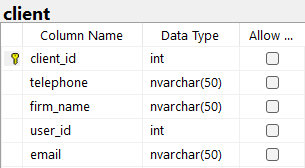 client
Column Name Data Type Allow ...
client_id int
telephone nvarchar(50)
firm_name nvarchar(50)
user_id int
email nvarchar(50)